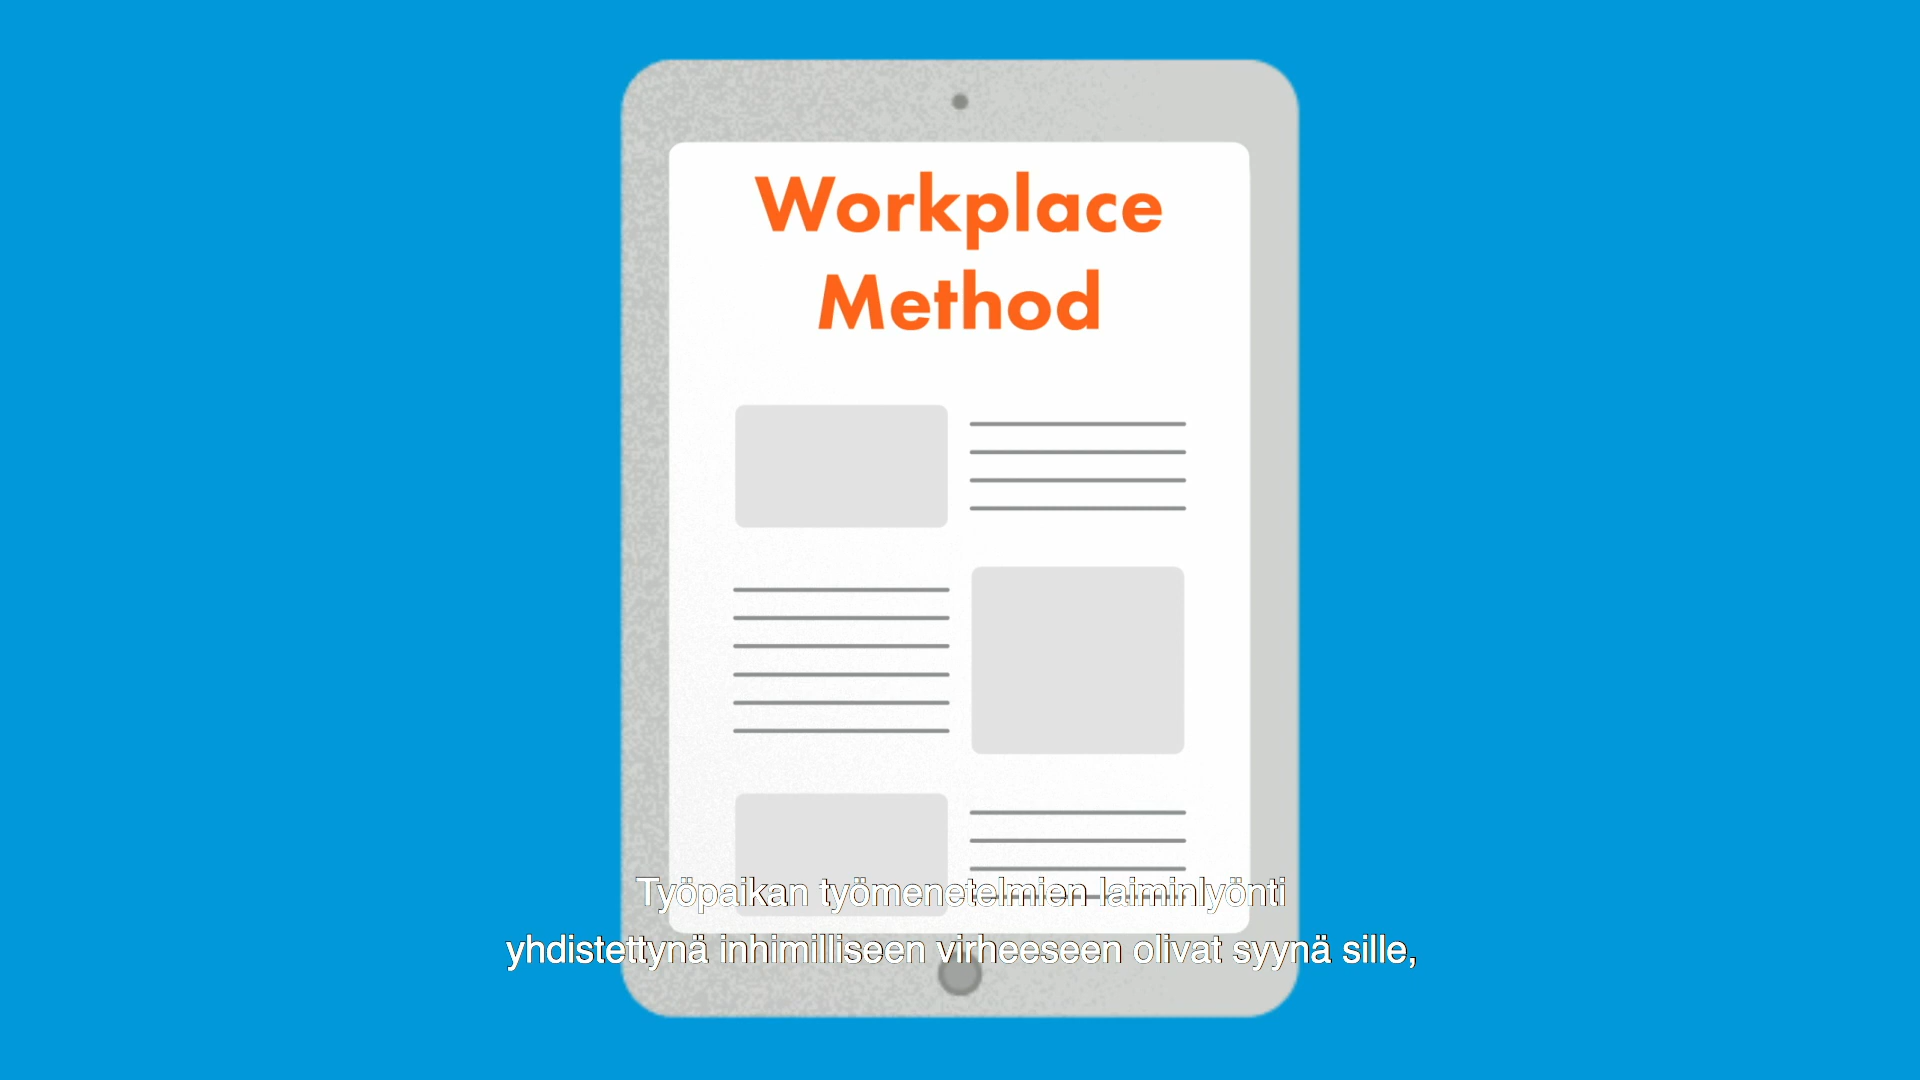 Workplace
Method
Työpaikan työmenetelmien laiminlyönti
yhdistettynä inhimilliseen virheeseen olivat syynä sille,